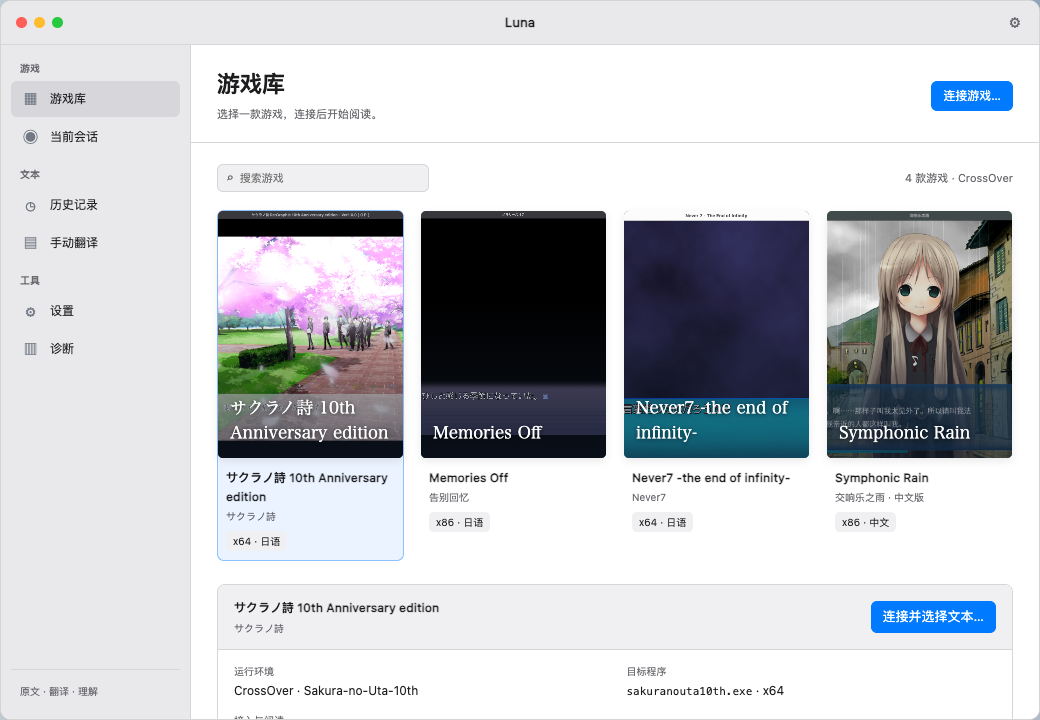 Luna
游戏
游戏库
当前会话
文本
历史记录
手动翻译
工具
设置
诊断
原文 · 翻译 · 理解
游戏库
选择一款游戏，连接后开始阅读。
连接游戏...
搜索游戏
4 款游戏 · CrossOver
サクラノ詩 10th
Anniversary edition
サクラノ詩 10th Anniversary
edition
サクラノ詩
x64 · 日语
Memories Off
Memories Off
告别回忆
x86 · 日语
Never7 - The End of Infinity
Never7 -the end of
infinity-
Never7 -the end of infinity-
Never7
x64 · 日语
Symphonic Rain
Symphonic Rain
交响乐之雨 · 中文版
x86 · 中文
サクラノ詩 10th Anniversary edition
サクラノ詩
连接并选择文本...
运行环境
CrossOver · Sakura-no-Uta-10th
目标程序
sakuranouta10th.exe · x64